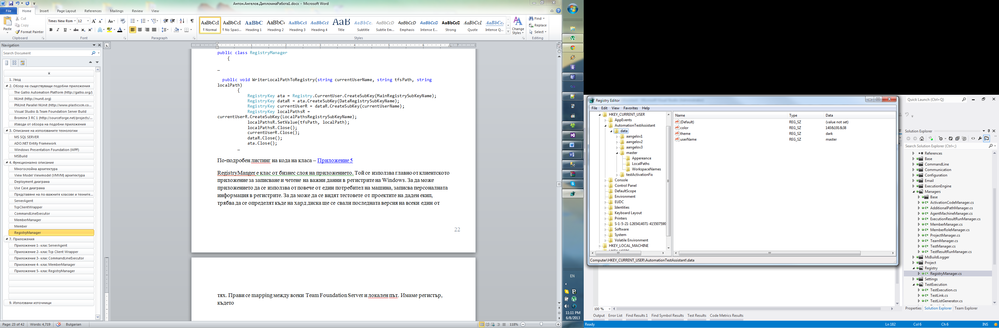 Антон.Ангелов.ДипломнаРабота1.docx - Microsoft Word
File Home Insert Page Layout References Mailings Review View
Paste
Cut
Copy
Format Painter
Clipboard
Times New Rom 12
Font
Paragraph
AaBbCcI AaBbCcI AaBbC AaBbC AaBbCcI AaBbCcI AaB AaBbCc. AaBbCcD AaBbCcD AaBbCcD AaBbCcD AaBbCcI AaBbCcI
¶ Normal ¶ No Spaci... Heading 1 Heading 2 Heading 3 Heading 4 Title Subtitle Subtle Em... Emphasis Intense E... Strong Quote Intense Q...
Styles
Change Styles
Find
Replace
Select
Editing
Navigation
Search Document
1. Увод
2. Обзор на съществуващи подобни приложения
The Gallio Automation Platform (http://gallio.org/)
NUnit (http://nunit.org)
PNUnit Parallel NUnit (http://www.plasticscm.co...
Visual Studio & Team Foundation Server Build
Bromine 3 RC 1 (http://sourceforge.net/projects/...
Изводи от обзора на подобни приложения
3. Описание на използваните технологии
MS SQL SERVER
ADO.NET Entity Framework
Windows Presentation Foundation (WPF)
MSBuild
4. Функционално описание
Многослойна архитектура
View Model Viewmodel (VMVM) архитектура
Deployment диаграма
Use Case диаграма
Представяне на по-важните класове и техните...
ServerAgent
TcpClientWrapper
CommandLineExecutor
MemberManager
Member
RegistryManager
7. Приложения
Приложение 1- клас ServerAgent
Приложение 2- клас Tcp Client Wrapper
Приложение 3- клас CommandLineExecutor
Приложение 4- клас MemberManager
Приложение 5- клас RegistryManager
9. Използвани източници
public class RegistryManager
{
…
public void WriterLocalPathToRegistry(string currentUserName, string tfsPath, string
localPath)
{
RegistryKey ata = Registry.CurrentUser.CreateSubKey(MainRegistrySubKeyName);
RegistryKey dataR = ata.CreateSubKey(DataRegistrySubKeyName);
RegistryKey currentUserR = dataR.CreateSubKey(currentUserName);
RegistryKey localPathsR =
currentUserR.CreateSubKey(LocalPathsRegistrySubKeyName);
localPathsR.SetValue(tfsPath, localPath);
localPathsR.Close();
currentUserR.Close();
dataR.Close();
ata.Close();
…
По-подробен листинг на кода на класа – Приложение 5
RegistryManger е клас от бизнес слоя на приложението. Той се използва главно от клиентското
приложение за записване и четене на важни данни в регистрите на Windows. За да може
приложението да се използва от повече от един потребител на машина, записва персоналната
информация в регистрите. За да може да се видят тестовете от проектите на даден екип,
трябва да се определят къде на хард диска ще се свали последната версия на всеки един от
22
тях. Прави се mapping между всеки Team Foundation Server и локален път. Имаме регистър,
където
Page: 23 of 42 Words: 4,719 Bulgarian
118%
EN
11:11 PM
6/8/2013
Registry Editor
File Edit View Favorites Help
HKEY_CURRENT_USER
AppEvents
AutomationTestAssistant
data
aangelov1
aangelov2
aangelov3
master
Appereance
LocalPaths
WorkspaceNames
testActivationFix
Console
Control Panel
DefaultScope
Environment
EUDC
Identities
Keyboard Layout
Printers
S-1-5-21-1265414071-415507590
Software
System
Volatile Environment
HKEY_LOCAL_MACHINE
Name Type Data
(Default) REG_SZ (value not set)
color REG_SZ 140&191&38
theme REG_SZ dark
userName REG_SZ master
Computer\HKEY_CURRENT_USER\AutomationTestAssistant\data
Quick Launch (Ctrl+Q)
Solution Explorer
Search Solution Explorer (Ctrl+;)
References
Base
CommandLine
Communication
Configuration
Email
ExecutionEngine
Managers
Base
ActivationCodeManager.cs
AdditionalPathManager.cs
AgentMachineManager.cs
ExecutionResultRunManager.cs
MemberManager.cs
MemberRoleManager.cs
ProjectManager.cs
TeamManager.cs
TestManager.cs
TestResultRunManager.cs
MsBuildLogger
Project
Registry
RegistryManager.cs
Settings
TestExecution
TestExecution.cs
TestLink.cs
TestListGenerator.cs
Properties Solution Explorer Team Explorer
100 %
Output Error List Find Results 1 Find Symbol Results Test Results Code Metrics Results
Ready Ln 182 Col 6 Ch 6 INS